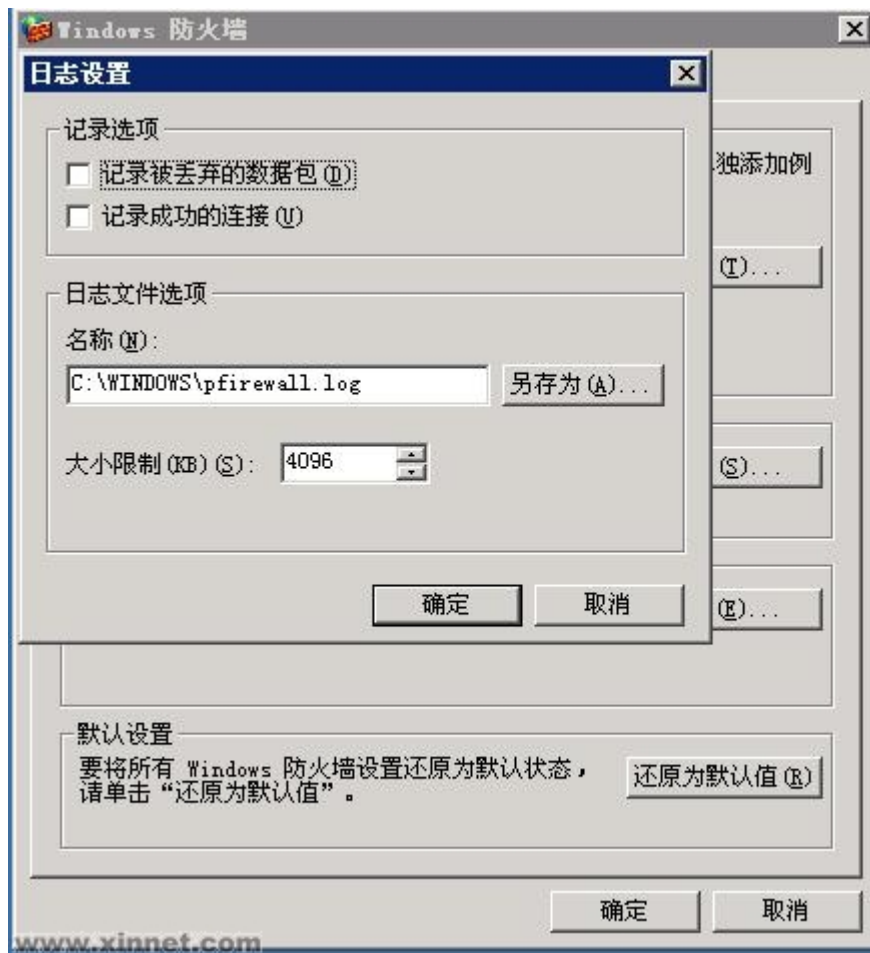 Windows 防火墙
日志设置
记录选项
记录被丢弃的数据包(D)
独添加例
记录成功的连接(U)
(T)...
日志文件选项
名称(N):
C:\WINDOWS\pfirewall.log
另存为(A)...
大小限制(KB)(S):
4096
(S)...
确定
取消
(E)...
默认设置
要将所有 Windows 防火墙设置还原为默认状态，
请单击“还原为默认值”。
还原为默认值(R)
确定
取消
www.xinnet.com